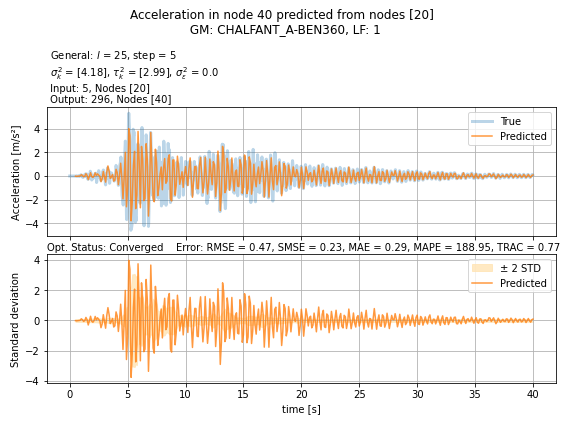 Acceleration in node 40 predicted from nodes [20]
GM: CHALFANT_A-BEN360, LF: 1
General: l = 25, step = 5
σ²ₖ = [4.18], τ²ₖ = [2.99], σ²ε = 0.0
Input: 5, Nodes [20]
Output: 296, Nodes [40]
Acceleration [m/s²]
4
2
0
−2
−4
True
Predicted
Opt. Status: Converged Error: RMSE = 0.47, SMSE = 0.23, MAE = 0.29, MAPE = 188.95, TRAC = 0.77
Standard deviation
4
2
0
−2
−4
± 2 STD
Predicted
0 5 10 15 20 25 30 35 40
time [s]